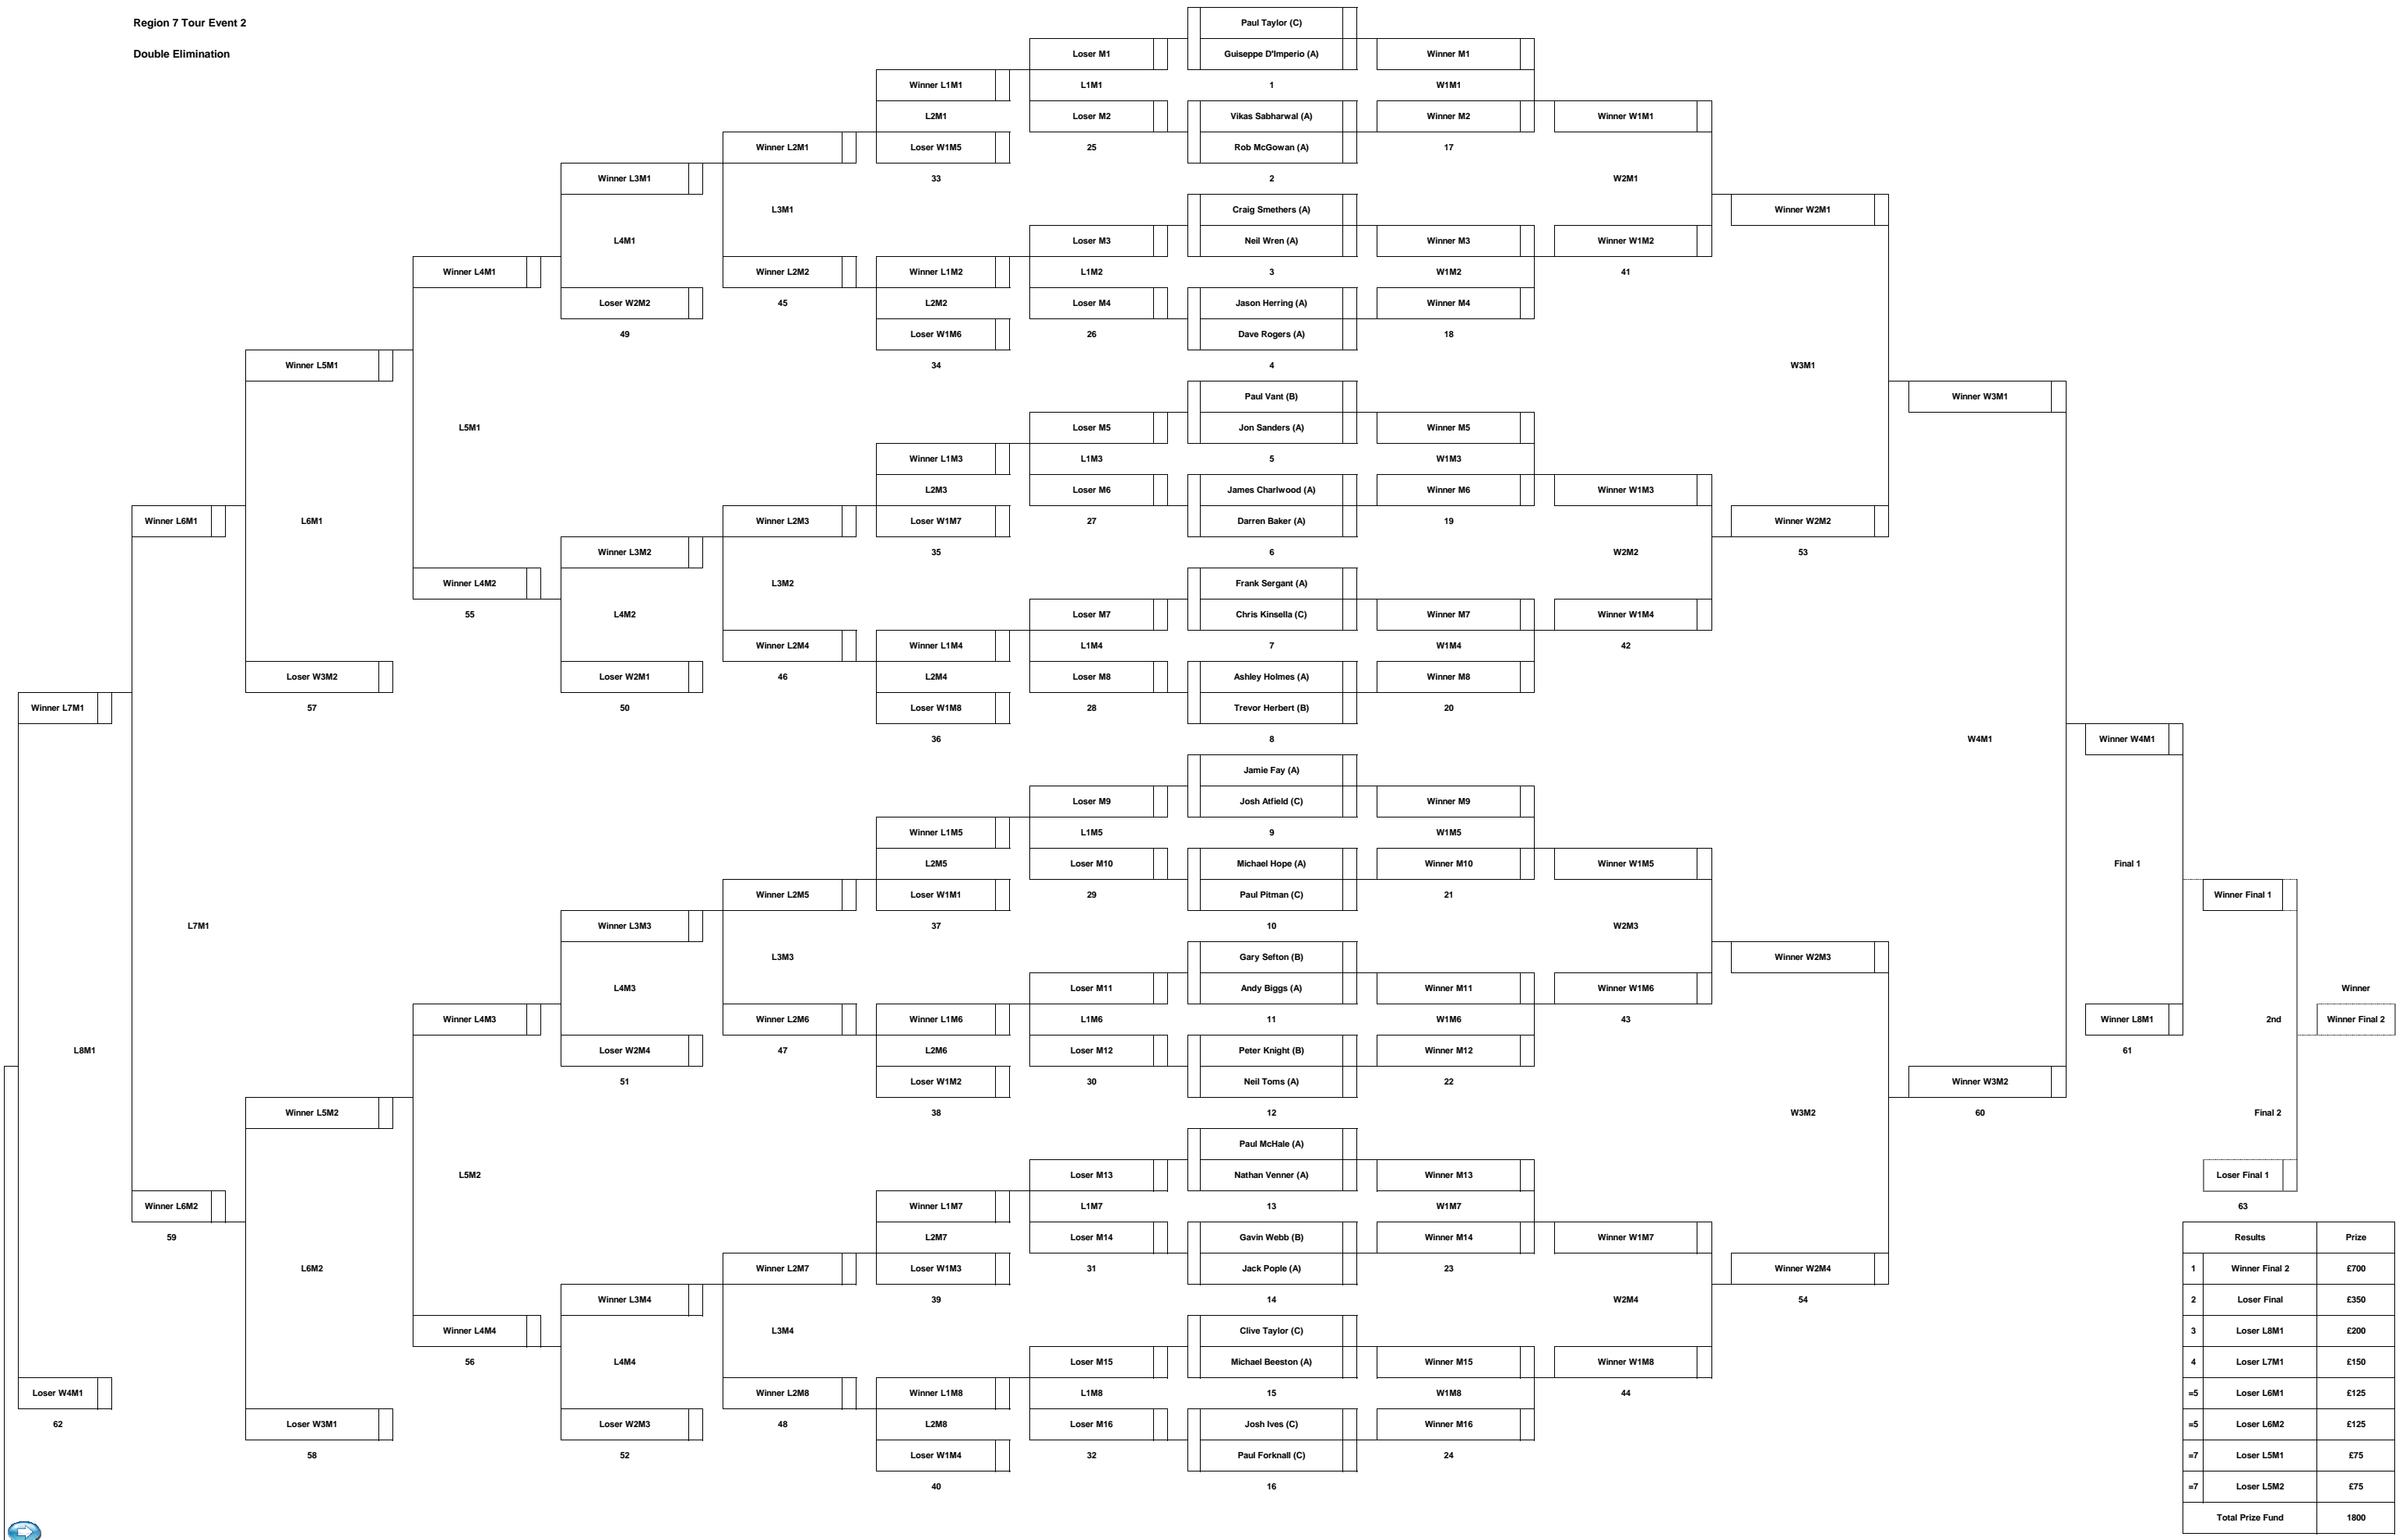 Region 7 Tour Event 2
Double Elimination
Paul Taylor (C)
Loser M1 Guiseppe D'Imperio (A) Winner M1
Winner L1M1 L1M1 1 W1M1
L2M1 Loser M2 Vikas Sabharwal (A) Winner M2 Winner W1M1
Winner L2M1 Loser W1M5 25 Rob McGowan (A) 17
Winner L3M1 33 2 W2M1
L3M1 Craig Smethers (A) Winner W2M1
L4M1 Loser M3 Neil Wren (A) Winner M3 Winner W1M2
Winner L4M1 Winner L2M2 Winner L1M2 L1M2 3 W1M2 41
Loser W2M2 45 L2M2 Loser M4 Jason Herring (A) Winner M4
49 Loser W1M6 26 Dave Rogers (A) 18
Winner L5M1 34 4 W3M1
Paul Vant (B) Winner W3M1
L5M1 Loser M5 Jon Sanders (A) Winner M5
Winner L1M3 L1M3 5 W1M3
L2M3 Loser M6 James Charlwood (A) Winner M6 Winner W1M3
Winner L6M1 L6M1 Winner L2M3 Loser W1M7 27 Darren Baker (A) 19 Winner W2M2
Winner L3M2 35 6 W2M2 53
Winner L4M2 L3M2 Frank Sergant (A)
55 L4M2 Loser M7 Chris Kinsella (C) Winner M7 Winner W1M4
Winner L2M4 Winner L1M4 L1M4 7 W1M4 42
Loser W3M2 Loser W2M1 46 L2M4 Loser M8 Ashley Holmes (A) Winner M8
Winner L7M1 57 50 Loser W1M8 28 Trevor Herbert (B) 20
36 8 W4M1 Winner W4M1
Jamie Fay (A)
Loser M9 Josh Atfield (C) Winner M9
Winner L1M5 L1M5 9 W1M5
L2M5 Loser M10 Michael Hope (A) Winner M10 Winner W1M5 Final 1
Winner L2M5 Loser W1M1 29 Paul Pitman (C) 21 Winner Final 1
L7M1 Winner L3M3 37 10 W2M3
L3M3 Gary Sefton (B) Winner W2M3
L4M3 Loser M11 Andy Biggs (A) Winner M11 Winner W1M6 Winner
Winner L4M3 Winner L2M6 Winner L1M6 L1M6 11 W1M6 43 Winner L8M1 2nd Winner Final 2
L8M1 Loser W2M4 47 L2M6 Loser M12 Peter Knight (B) Winner M12 61
51 Loser W1M2 30 Neil Toms (A) 22 Winner W3M2
Winner L5M2 38 12 W3M2 60 Final 2
Paul McHale (A)
L5M2 Loser M13 Nathan Venner (A) Winner M13 Loser Final 1
Winner L6M2 Winner L1M7 L1M7 13 W1M7 63
59 L2M7 Loser M14 Gavin Webb (B) Winner M14 Winner W1M7 Results Prize
L6M2 Winner L2M7 Loser W1M3 31 Jack Pople (A) 23 Winner W2M4 1 Winner Final 2 £700
Winner L3M4 39 14 W2M4 54 2 Loser Final £350
Winner L4M4 L3M4 Clive Taylor (C) 3 Loser L8M1 £200
56 L4M4 Loser M15 Michael Beeston (A) Winner M15 Winner W1M8 4 Loser L7M1 £150
Loser W4M1 Winner L2M8 Winner L1M8 L1M8 15 W1M8 44 =5 Loser L6M1 £125
62 Loser W3M1 Loser W2M3 48 L2M8 Loser M16 Josh Ives (C) Winner M16 =5 Loser L6M2 £125
58 52 Loser W1M4 32 Paul Forknall (C) 24 =7 Loser L5M1 £75
40 16 =7 Loser L5M2 £75
Total Prize Fund 1800